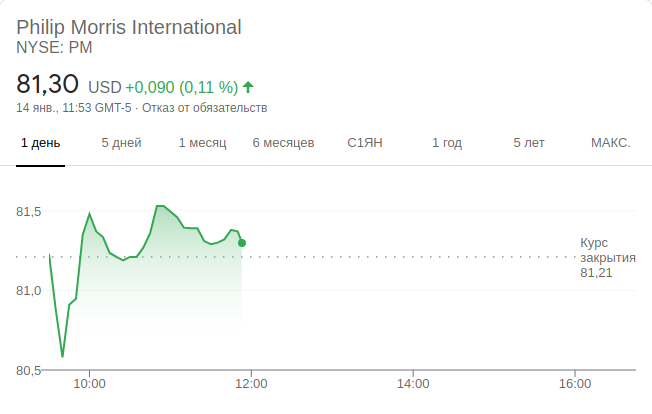 Philip Morris International
NYSE: PM
81,30 USD +0,090 (0,11 %)
14 янв., 11:53 GMT-5 · Отказ от обязательств
1 день 5 дней 1 месяц 6 месяцев С1ЯН 1 год 5 лет МАКС.
81,5
Курс
закрытия
81,21
81,0
80,5
10:00 12:00 14:00 16:00